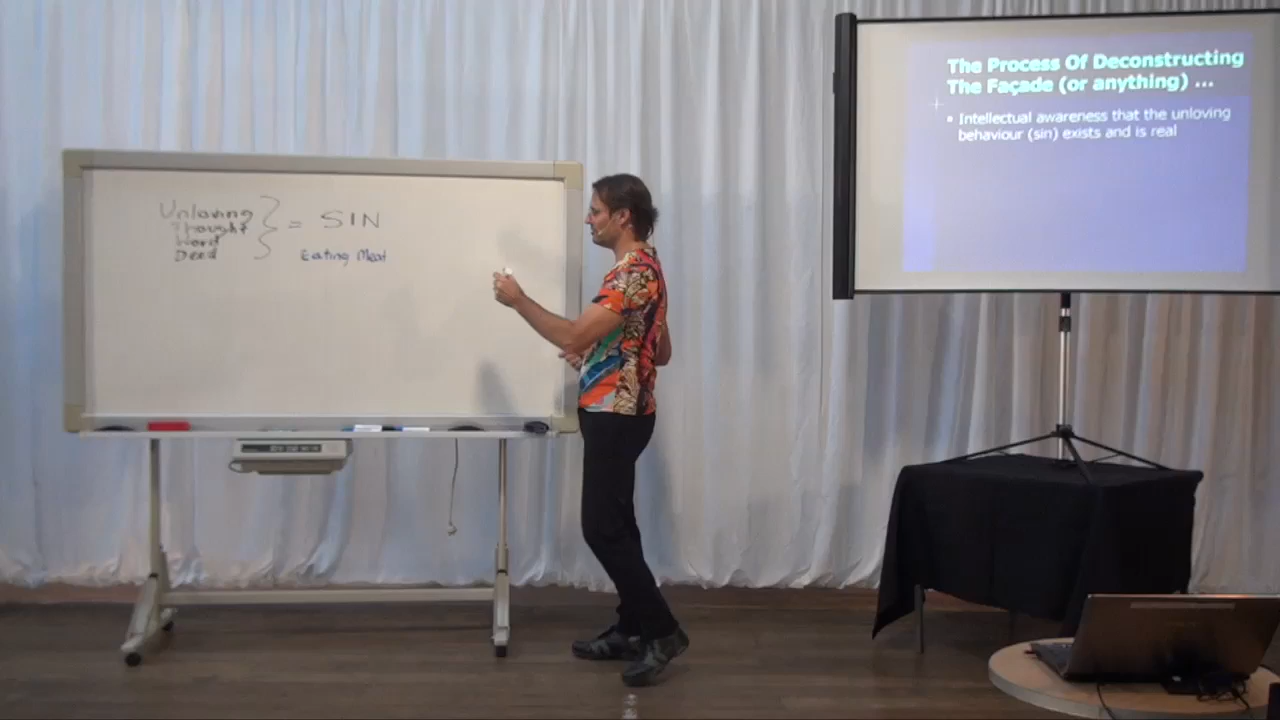 Unloving
Thought
Word
Deed
= SIN
Eating Meat
The Process Of Deconstructing
The Façade (or anything) ...
• Intellectual awareness that the unloving
behaviour (sin) exists and is real